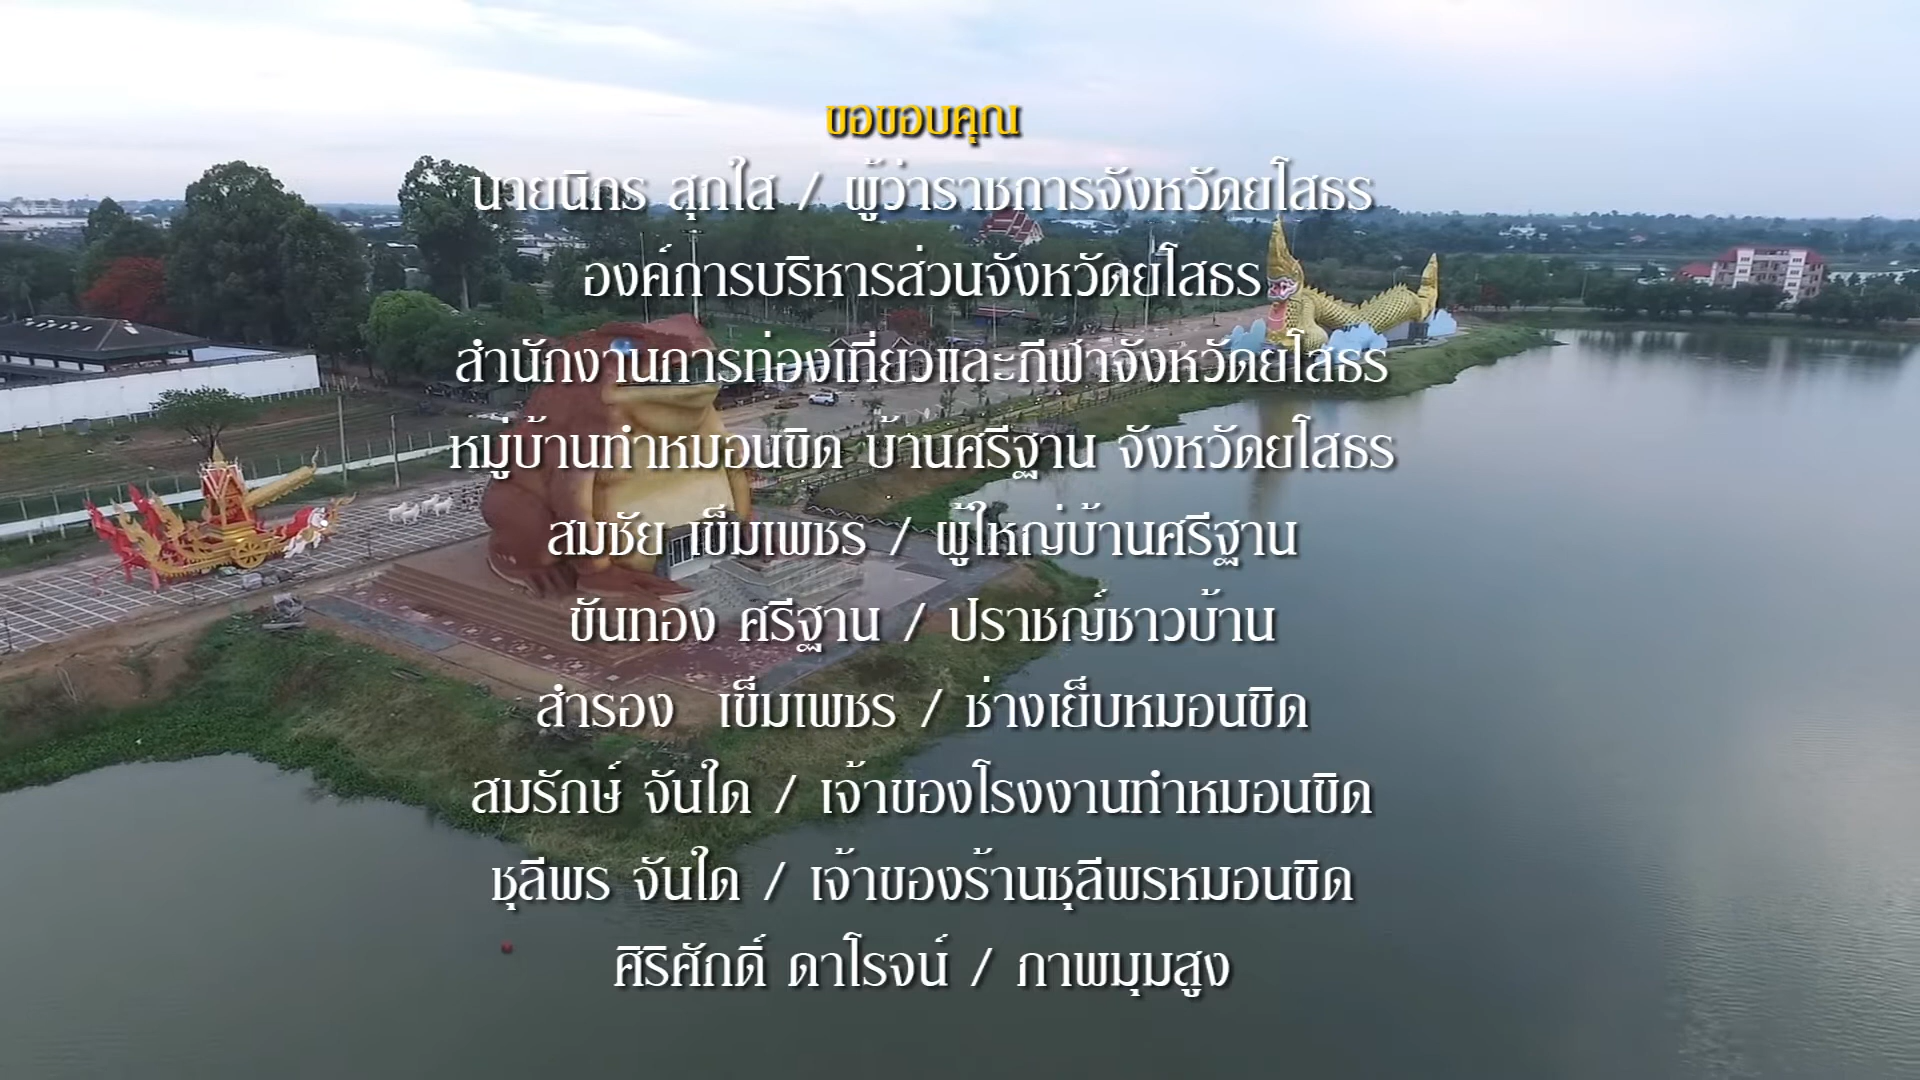 ขอขอบคุณ
นายนิกร สุกใส / ผู้ว่าราชการจังหวัดยโสธร
องค์การบริหารส่วนจังหวัดยโสธร
สำนักงานการท่องเที่ยวและกีฬาจังหวัดยโสธร
หมู่บ้านทำหมอนขิด บ้านศรีฐาน จังหวัดยโสธร
สมชัย เข็มเพชร / ผู้ใหญ่บ้านศรีฐาน
ขันทอง ศรีฐาน / ปราชญ์ชาวบ้าน
สำรอง  เข็มเพชร / ช่างเย็บหมอนขิด
สมรักษ์ จันใด / เจ้าของโรงงานทำหมอนขิด
ชุลีพร จันใด / เจ้าของร้านชุลีพรหมอนขิด
ศิริศักดิ์ ดาโรจน์ / ภาพมุมสูง